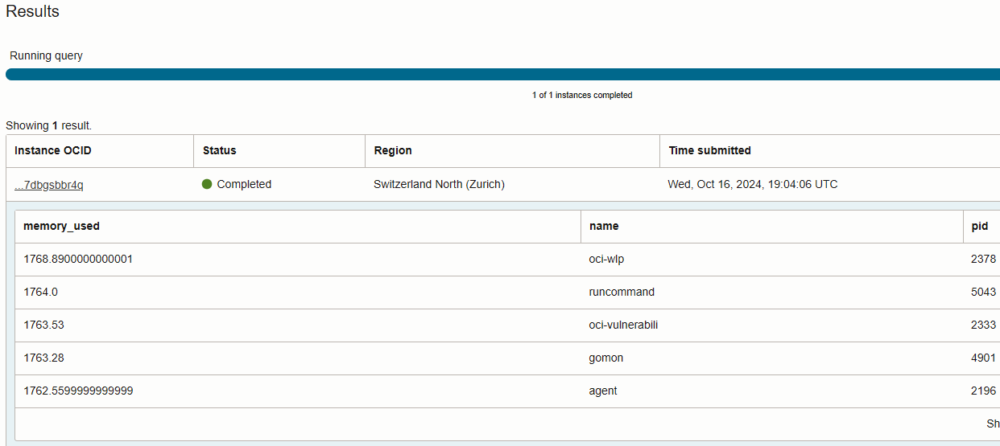 Results
Running query
1 of 1 instances completed
Showing 1 result.
Instance OCID Status Region Time submitted
...7dbgsbbr4q Completed Switzerland North (Zurich) Wed, Oct 16, 2024, 19:04:06 UTC
memory_used name pid
1768.8900000000001 oci-wlp 2378
1764.0 runcommand 5043
1763.53 oci-vulnerabili 2333
1763.28 gomon 4901
1762.5599999999999 agent 2196
Sh